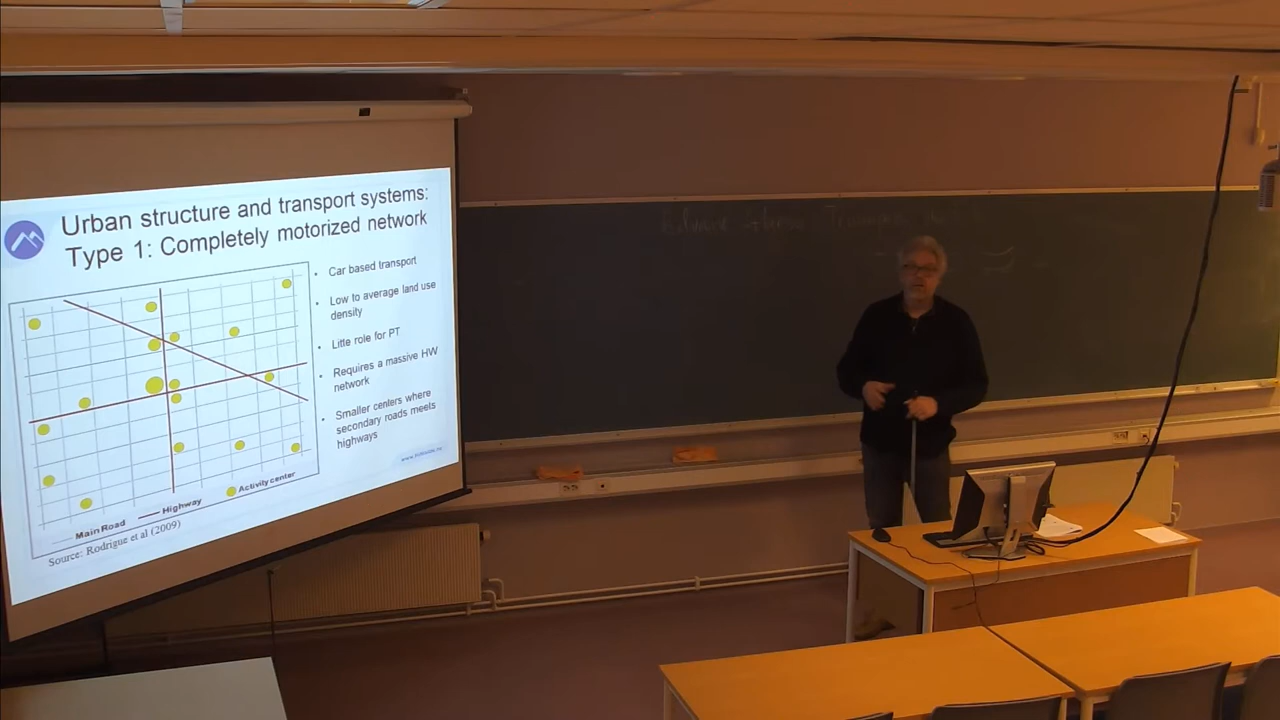 Urban structure and transport systems:
Type 1: Completely motorized network
• Car based transport
• Low to average land use
density
• Litle role for PT
• Requires a massive HW
network
• Smaller centers where
secondary roads meets
highways
Main Road
Highway
Activity center
Source: Rodrigue et al (2009)